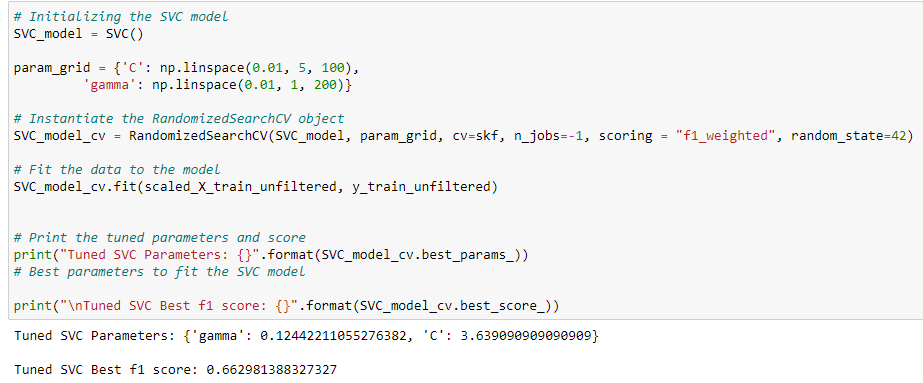 # Initializing the SVC model
SVC_model = SVC()
param_grid = {'C': np.linspace(0.01, 5, 100),
'gamma': np.linspace(0.01, 1, 200)}
# Instantiate the RandomizedSearchCV object
SVC_model_cv = RandomizedSearchCV(SVC_model, param_grid, cv=skf, n_jobs=-1, scoring = "f1_weighted", random_state=42)
# Fit the data to the model
SVC_model_cv.fit(scaled_X_train_unfiltered, y_train_unfiltered)
# Print the tuned parameters and score
print("Tuned SVC Parameters: {}".format(SVC_model_cv.best_params_))
# Best parameters to fit the SVC model
print("\nTuned SVC Best f1 score: {}".format(SVC_model_cv.best_score_))
Tuned SVC Parameters: {'gamma': 0.12442211055276382, 'C': 3.639090909090909}
Tuned SVC Best f1 score: 0.662981388327327